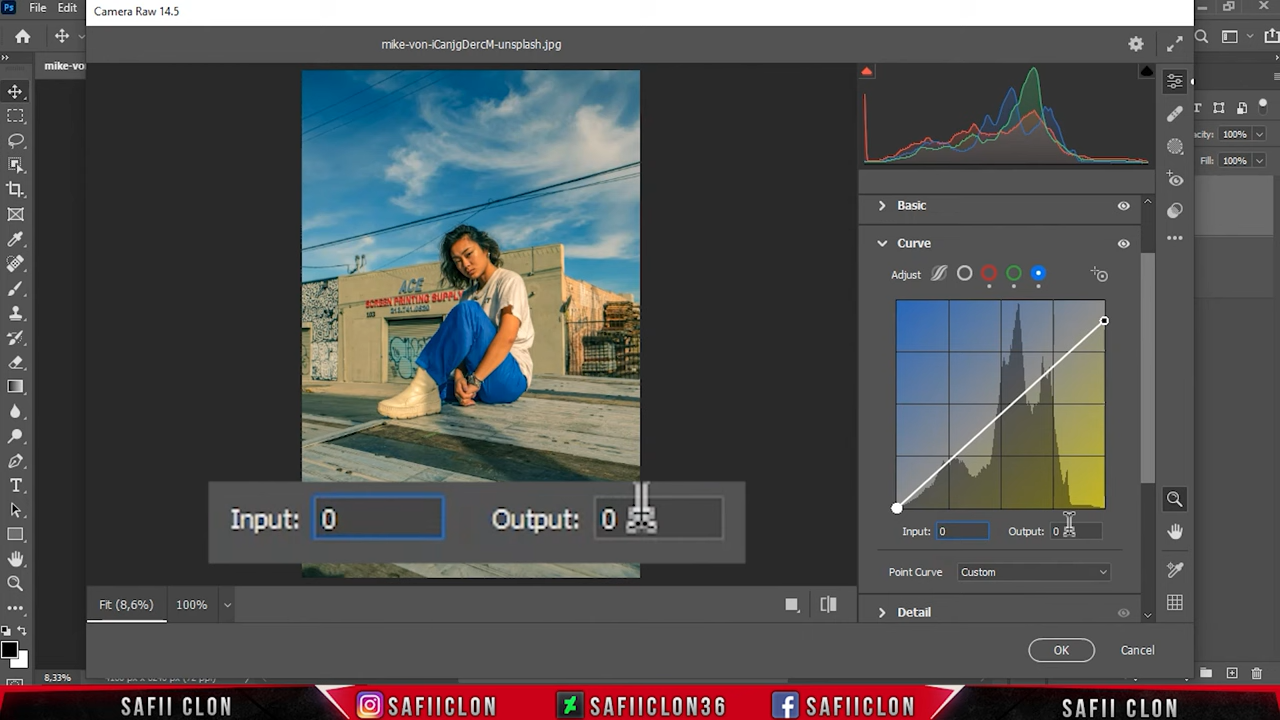 Camera Raw 14.5
Ps File Edit
mike-von-iCanjgDercM-unsplash.jpg
mike-vo
Basic
Curve
Adjust
Input: 0 Output: 0
Point Curve Custom
Detail
ACE
SCREEN PRINTING SUPPLY
Input: 0 Output: 0
Opacity: 100%
Fill: 100%
Fit (8,6%) 100%
OK Cancel
8,33%
SAFII CLON SAFIICLON SAFIICLON36 SAFIICLON SAFII CLON